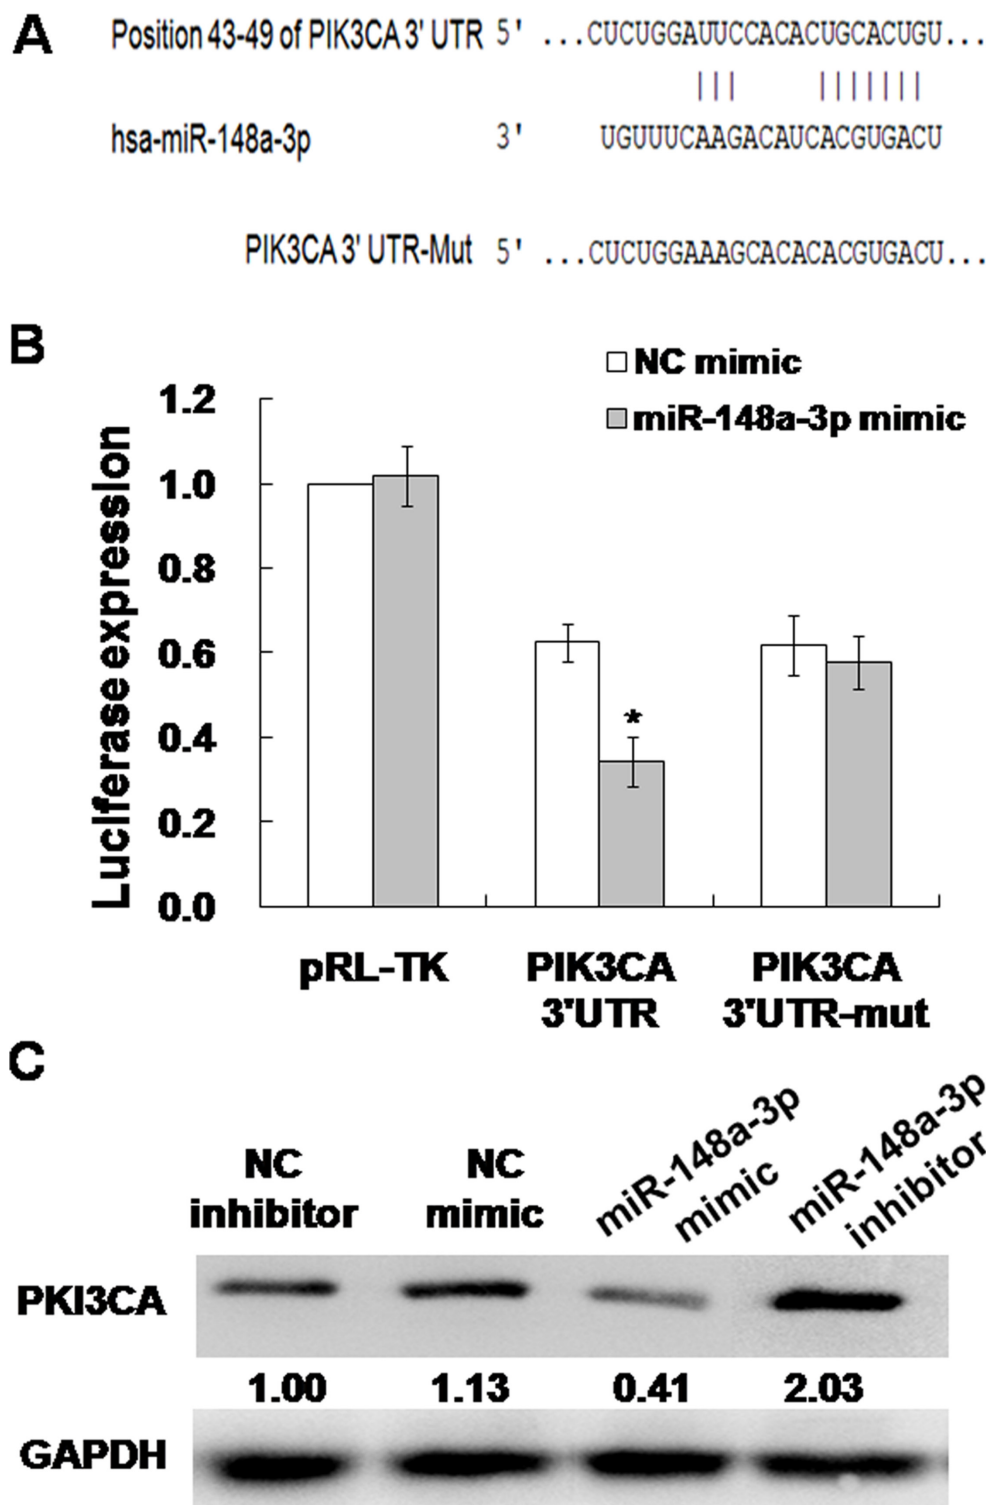 A
Position 43-49 of PIK3CA 3' UTR 5' ...CUCUGGAUUCCACACUGCACUGU...
hsa-miR-148a-3p 3' UGUUUCAAGACAUCACGUGACU
PIK3CA 3' UTR-Mut 5' ...CUCUGGAAAGCACACACGUGACU...
B
NC mimic
miR-148a-3p mimic
Luciferase expression
1.2
1.0
0.8
0.6
0.4
0.2
0.0
*
pRL-TK
PIK3CA
3'UTR
PIK3CA
3'UTR-mut
C
NC
inhibitor
NC
mimic
miR-148a-3p
mimic
miR-148a-3p
inhibitor
PKI3CA
1.00 1.13 0.41 2.03
GAPDH